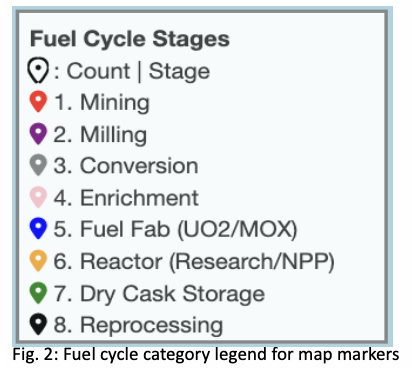 Fuel Cycle Stages
: Count | Stage
1. Mining
2. Milling
3. Conversion
4. Enrichment
5. Fuel Fab (UO2/MOX)
6. Reactor (Research/NPP)
7. Dry Cask Storage
8. Reprocessing
Fig. 2: Fuel cycle category legend for map markers